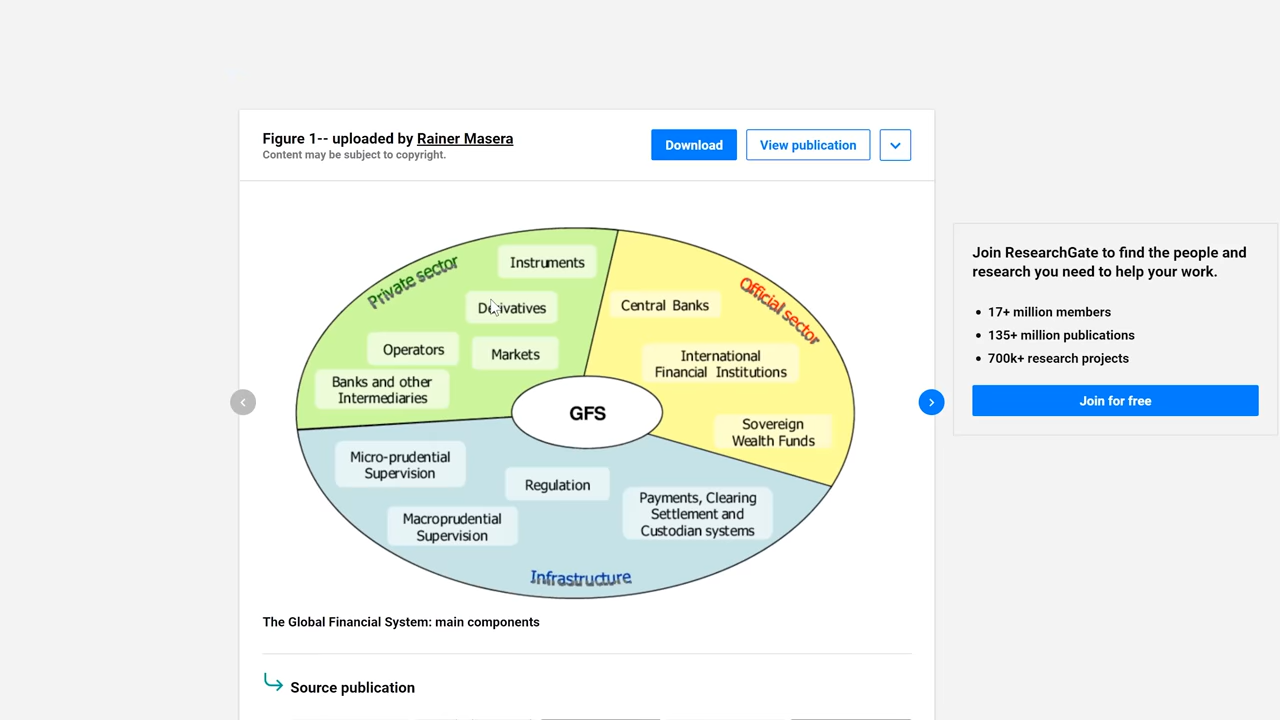 Figure 1-- uploaded by Rainer Masera
Content may be subject to copyright.
Download
View publication
Private sector
Instruments
Derivatives
Operators
Markets
Banks and other
Intermediaries
Official sector
Central Banks
International
Financial Institutions
Sovereign
Wealth Funds
GFS
Micro-prudential
Supervision
Regulation
Macroprudential
Supervision
Payments, Clearing
Settlement and
Custodian systems
Infrastructure
The Global Financial System: main components
Source publication
Join ResearchGate to find the people and
research you need to help your work.
• 17+ million members
• 135+ million publications
• 700k+ research projects
Join for free